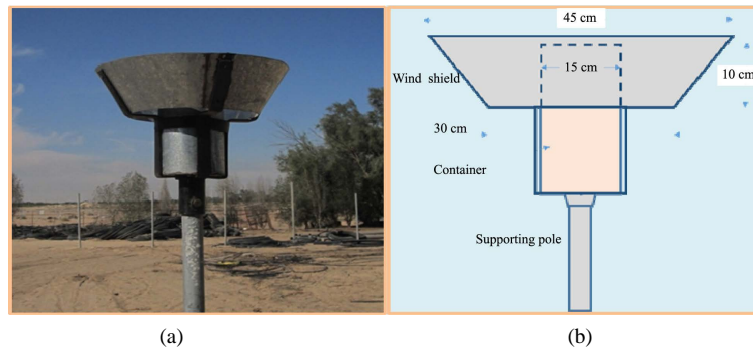 45 cm
15 cm
Wind shield
10 cm
30 cm
Container
Supporting pole
(a)
(b)